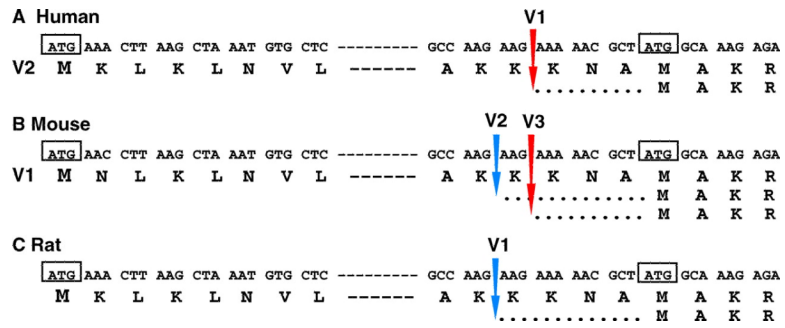 A Human V1
ATG AAA CTT AAG CTA AAT GTG CTC ---------- GCC AAG AAG AAA AAC GCT ATG GCA AAG AGA
V2 M K L K L N V L ------ A K K K N A M A K R
.......... M A K R
B Mouse V2 V3
ATG AAC CTT AAG CTA AAT GTG CTC ---------- GCC AAG AAG AAA AAC GCT ATG GCA AAG AGA
V1 M N L K L N V L ------ A K K K N A M A K R
............. M A K R
.......... M A K R
C Rat V1
ATG AAA CTT AAG CTA AAT GTG CTC ---------- GCC AAG AAG AAA AAC GCT ATG GCA AAG AGA
M K L K L N V L ------ A K K K N A M A K R
.............. M A K R